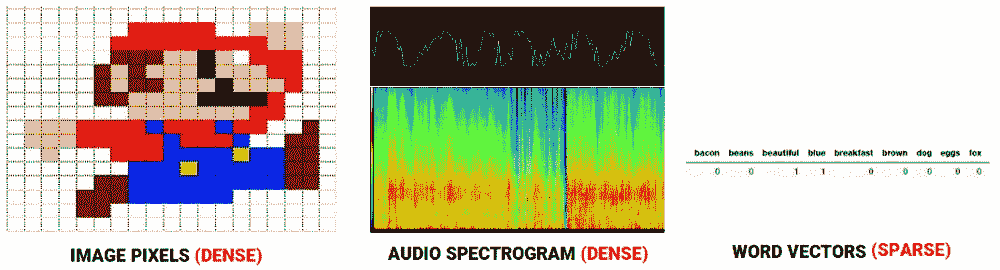 bacon beans beautiful blue breakfast brown dog eggs fox
0 0 1 1 0 0 0 0 0
IMAGE PIXELS (DENSE)
AUDIO SPECTROGRAM (DENSE)
WORD VECTORS (SPARSE)